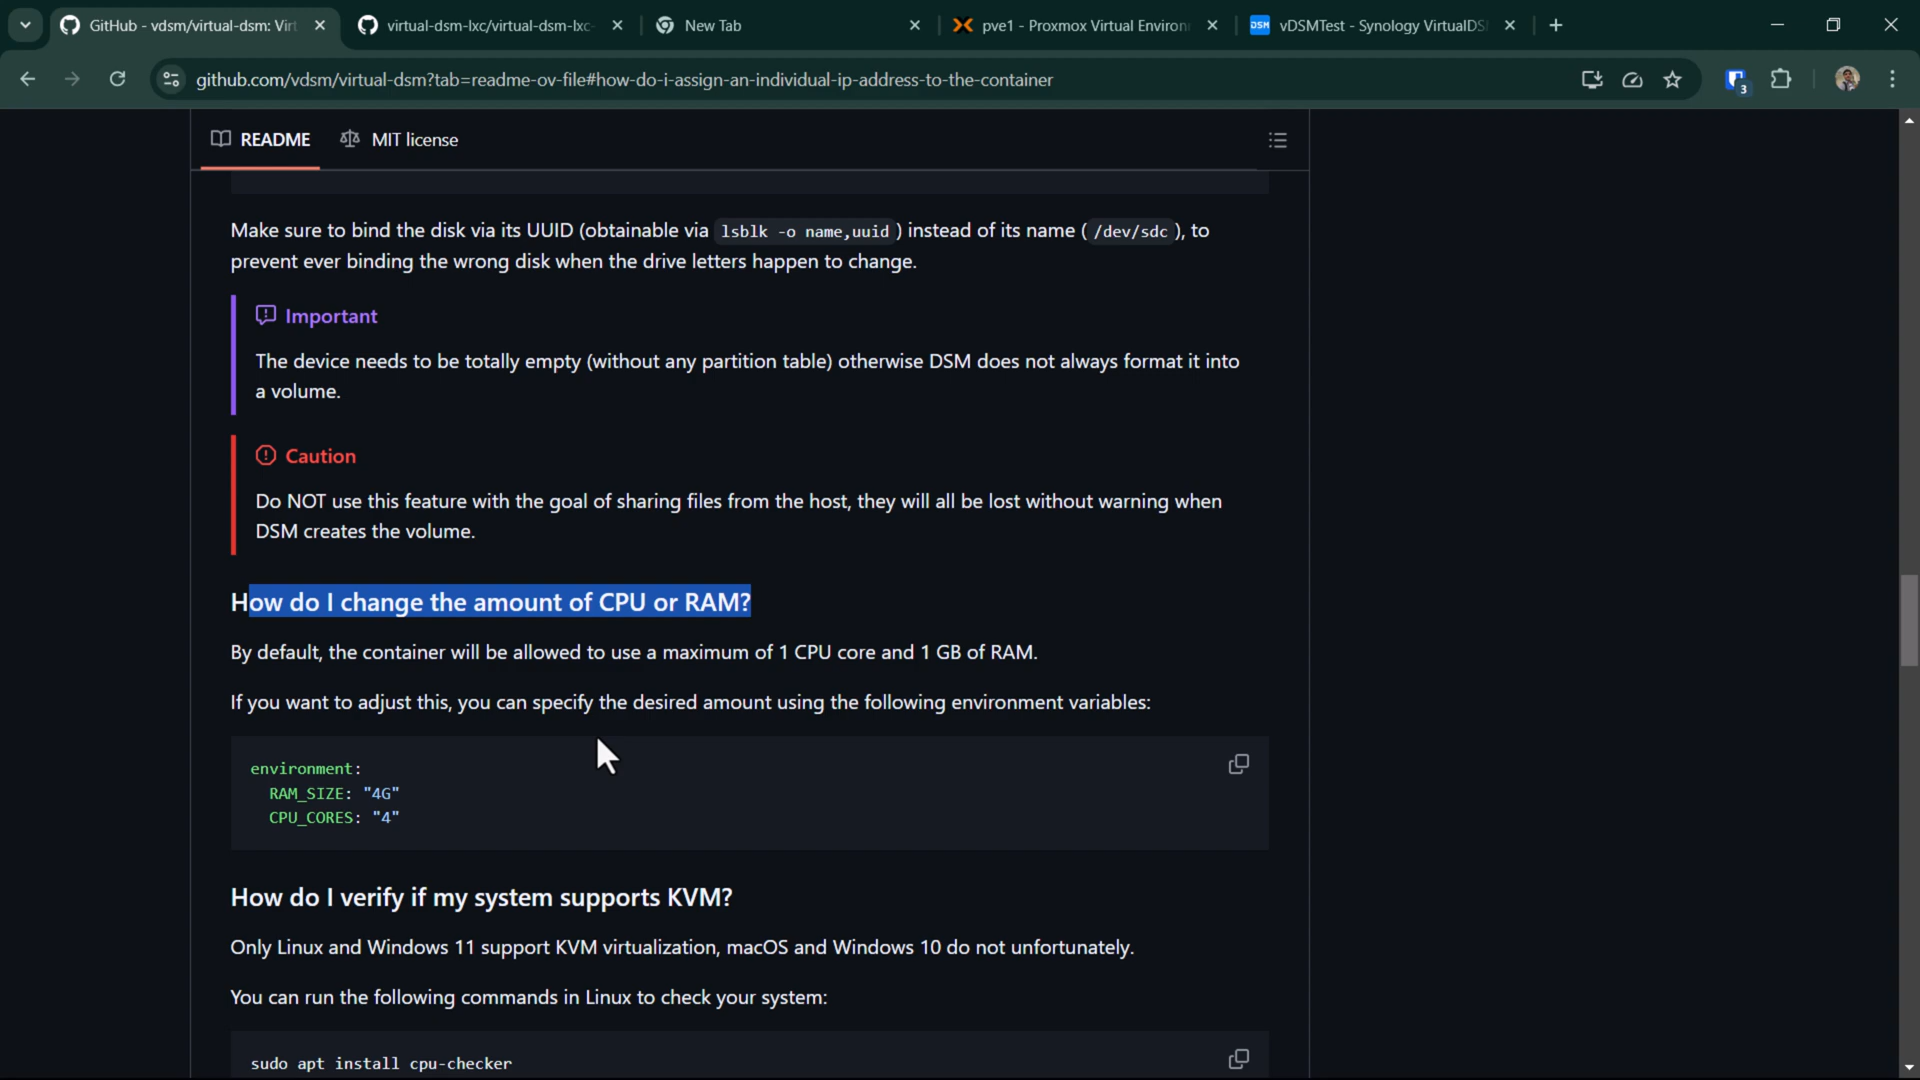 GitHub - vdsm/virtual-dsm: Virt
virtual-dsm-lxc/virtual-dsm-lxc-
New Tab
pve1 - Proxmox Virtual Environ
DSM
vDSMTest - Synology VirtualDS
github.com/vdsm/virtual-dsm?tab=readme-ov-file#how-do-i-assign-an-individual-ip-address-to-the-container
3
README
MIT license
Make sure to bind the disk via its UUID (obtainable via lsblk -o name,uuid ) instead of its name ( /dev/sdc ), to
prevent ever binding the wrong disk when the drive letters happen to change.
Important
The device needs to be totally empty (without any partition table) otherwise DSM does not always format it into
a volume.
Caution
Do NOT use this feature with the goal of sharing files from the host, they will all be lost without warning when
DSM creates the volume.
How do I change the amount of CPU or RAM?
By default, the container will be allowed to use a maximum of 1 CPU core and 1 GB of RAM.
If you want to adjust this, you can specify the desired amount using the following environment variables:
environment:
RAM_SIZE: "4G"
CPU_CORES: "4"
How do I verify if my system supports KVM?
Only Linux and Windows 11 support KVM virtualization, macOS and Windows 10 do not unfortunately.
You can run the following commands in Linux to check your system:
sudo apt install cpu-checker